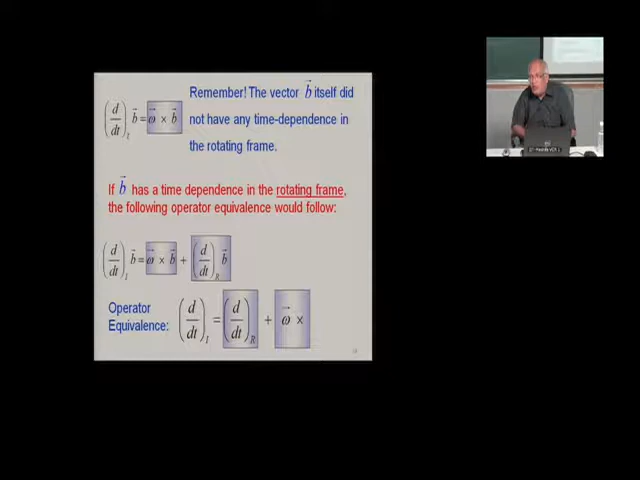 (d/dt)_I b⃗ = ω⃗ × b⃗
Remember! The vector b⃗ itself did
not have any time-dependence in
the rotating frame.
If b⃗ has a time dependence in the rotating frame,
the following operator equivalence would follow:
(d/dt)_I b⃗ = ω⃗ × b⃗ + (d/dt)_R b⃗
Operator
Equivalence:
(d/dt)_I = (d/dt)_R + ω⃗ ×